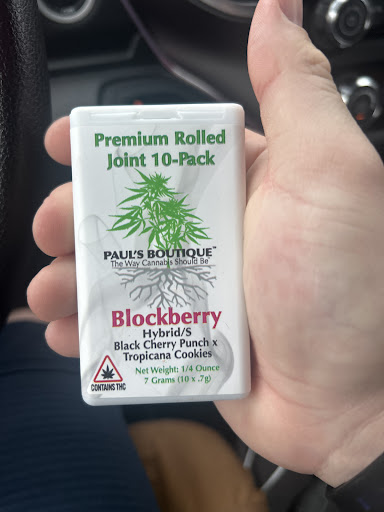 Premium Rolled
Joint 10-Pack
PAUL'S BOUTIQUE™
The Way Cannabis Should Be
Blockberry
Hybrid/S
Black Cherry Punch x
Tropicana Cookies
Net Weight: 1/4 Ounce
7 Grams (10 x .7g)
CONTAINS THC